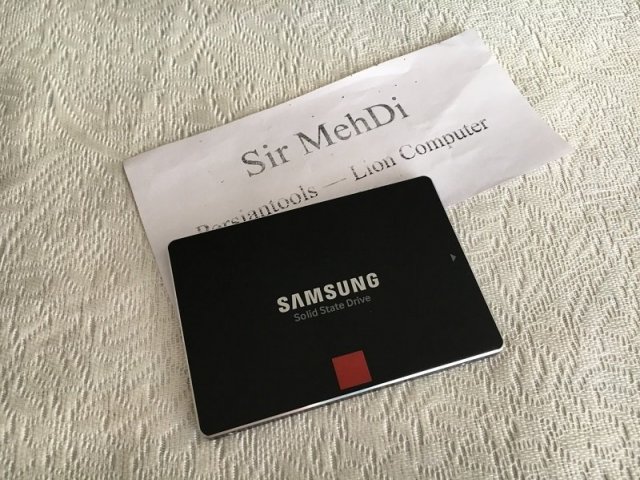 Sir MehDi
Persiantools — Lion Computer
SAMSUNG
Solid State Drive